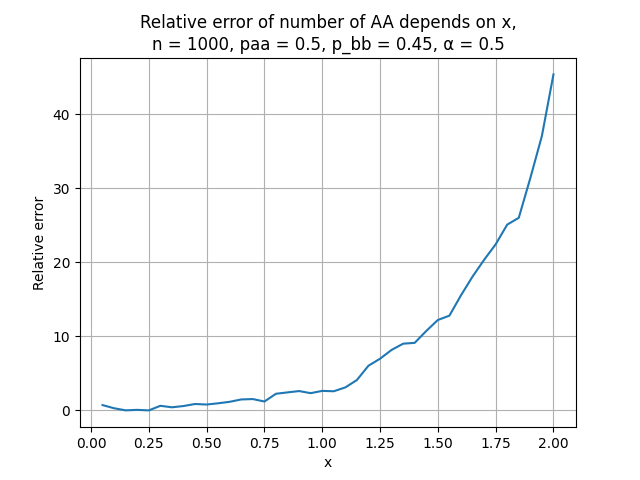 Relative error of number of AA depends on x,
n = 1000, paa = 0.5, p_bb = 0.45, α = 0.5
Relative error
40
30
20
10
0
0.00 0.25 0.50 0.75 1.00 1.25 1.50 1.75 2.00
x